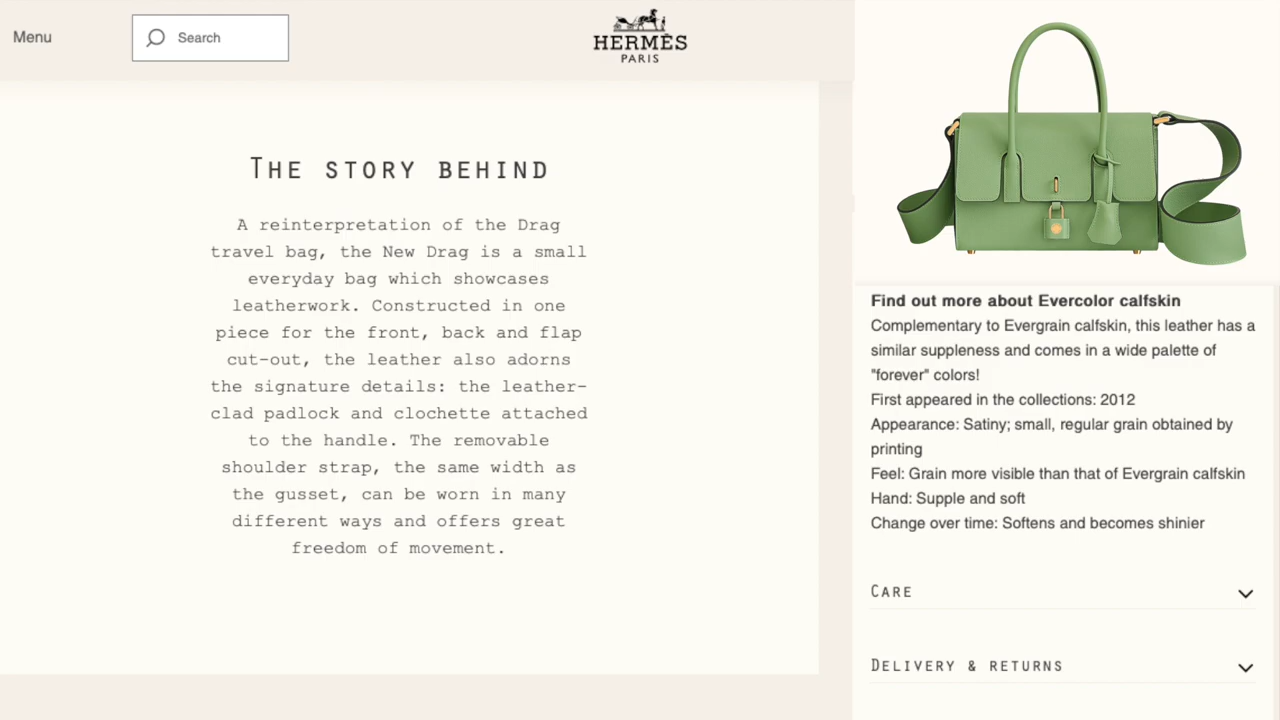 Menu
Search
HERMÈS
PARIS
The story behind
A reinterpretation of the Drag
travel bag, the New Drag is a small
everyday bag which showcases
leatherwork. Constructed in one
piece for the front, back and flap
cut-out, the leather also adorns
the signature details: the leather-
clad padlock and clochette attached
to the handle. The removable
shoulder strap, the same width as
the gusset, can be worn in many
different ways and offers great
freedom of movement.
Find out more about Evercolor calfskin
Complementary to Evergrain calfskin, this leather has a
similar suppleness and comes in a wide palette of
"forever" colors!
First appeared in the collections: 2012
Appearance: Satiny; small, regular grain obtained by
printing
Feel: Grain more visible than that of Evergrain calfskin
Hand: Supple and soft
Change over time: Softens and becomes shinier
Care
Delivery & returns